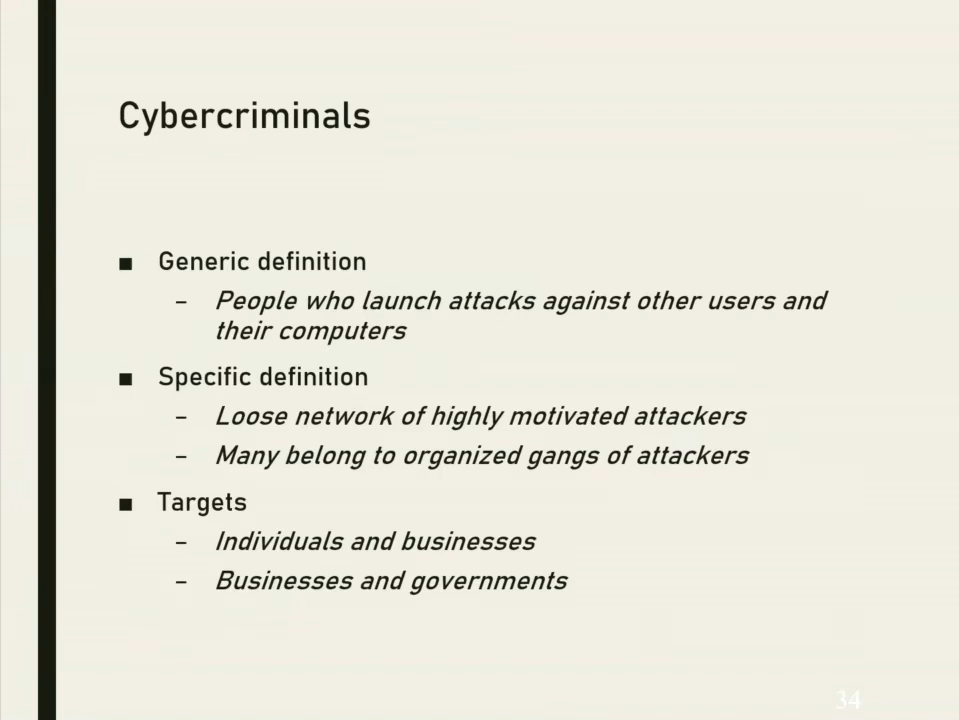 Cybercriminals
■ Generic definition
– People who launch attacks against other users and
their computers
■ Specific definition
– Loose network of highly motivated attackers
– Many belong to organized gangs of attackers
■ Targets
– Individuals and businesses
– Businesses and governments
34